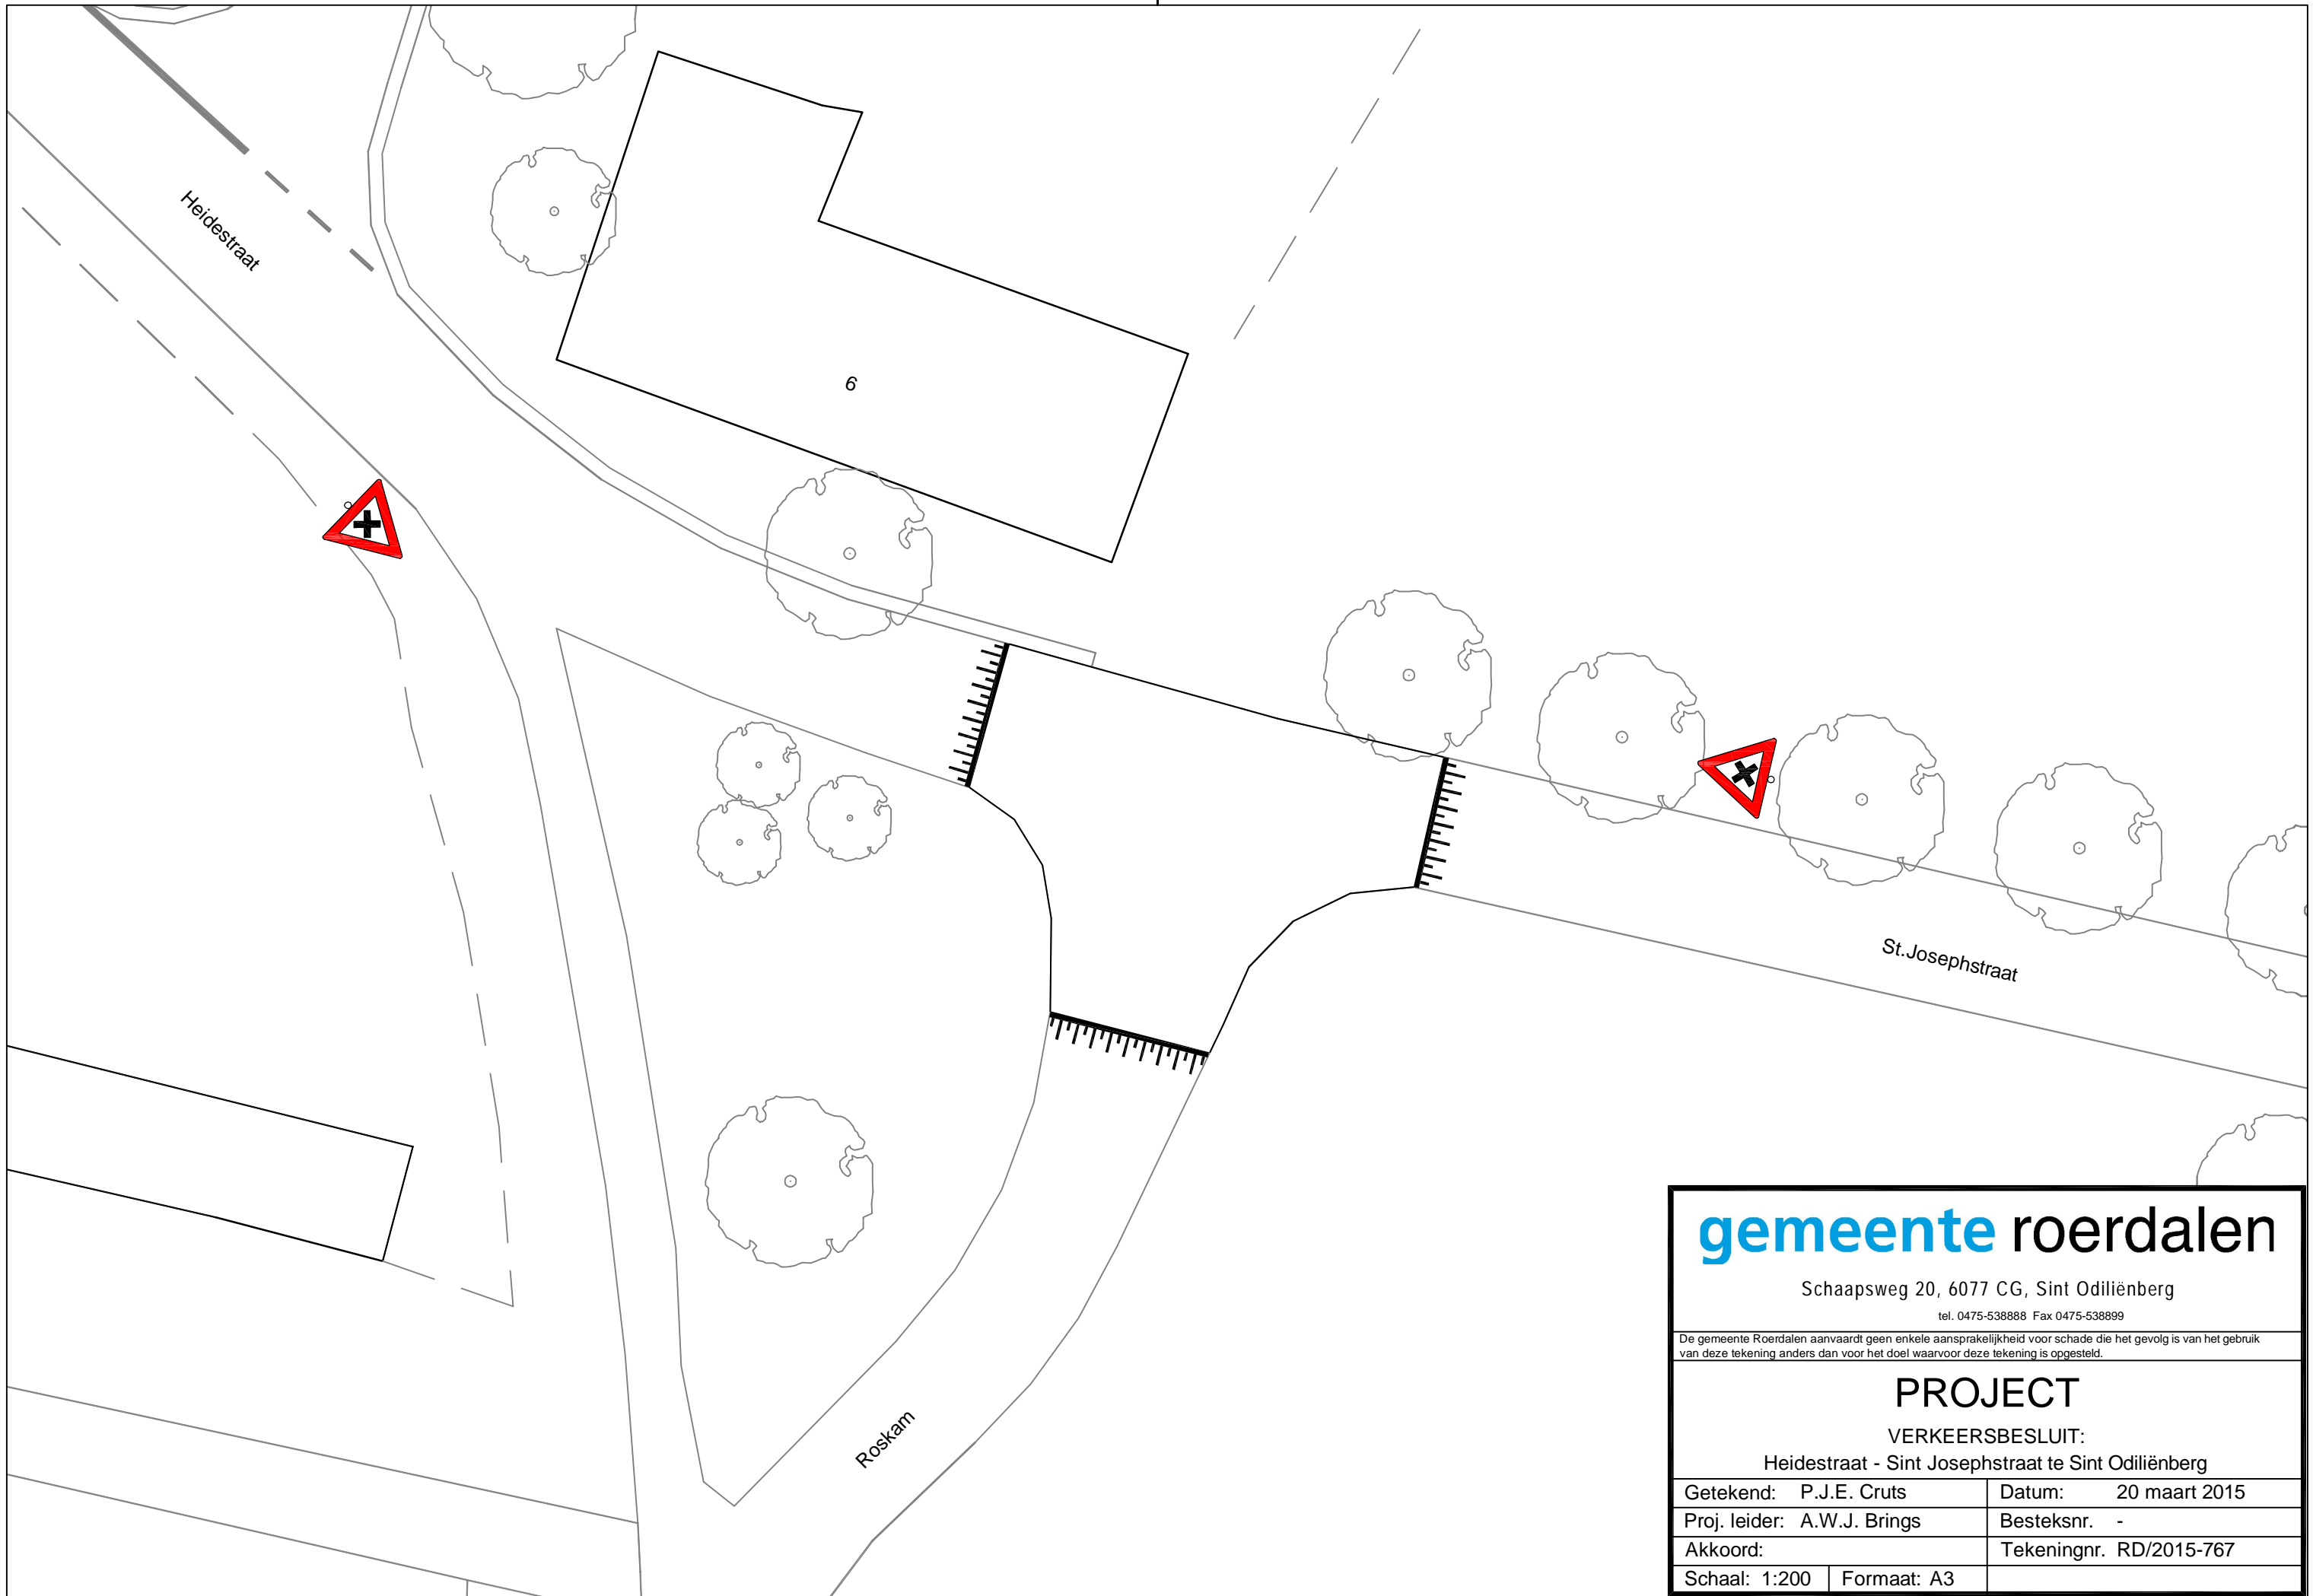 Heidestraat
6
St.Josephstraat
Roskam
gemeente roerdalen
Schaapsweg 20, 6077 CG, Sint Odiliënberg
tel. 0475-538888 Fax 0475-538899
De gemeente Roerdalen aanvaardt geen enkele aansprakelijkheid voor schade die het gevolg is van het gebruik
van deze tekening anders dan voor het doel waarvoor deze tekening is opgesteld.
PROJECT
VERKEERSBESLUIT:
Heidestraat - Sint Josephstraat te Sint Odiliënberg
Getekend: P.J.E. Cruts Datum: 20 maart 2015
Proj. leider: A.W.J. Brings Besteksnr. -
Akkoord: Tekeningnr. RD/2015-767
Schaal: 1:200 Formaat: A3